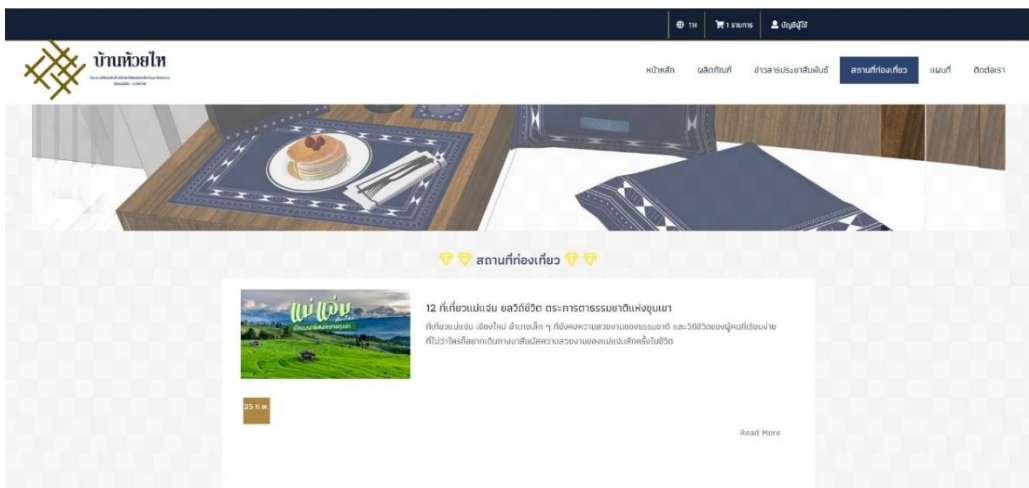 TH
1 รายการ
บัญชีผู้ใช้
บ้านห้วยไห
หน้าหลัก
ผลิตภัณฑ์
ข่าวสารประชาสัมพันธ์
สถานที่ท่องเที่ยว
แผนที่
ติดต่อเรา
สถานที่ท่องเที่ยว
แม่แจ่ม
12 ที่เที่ยวแม่แจ่ม ยลวิถีชีวิต ตระการตาธรรมชาติแห่งขุนเขา
ที่เที่ยวแม่แจ่ม เชียงใหม่ อำเภอเล็ก ๆ ที่ยังคงความสวยงามของธรรมชาติ และวิถีชีวิตของผู้คนที่เรียบง่าย
ที่ไม่ว่าใครก็อยากเดินทางมาสัมผัสความสวยงามของแม่แจ่มสักครั้งในชีวิต
25 ก.พ.
Read More